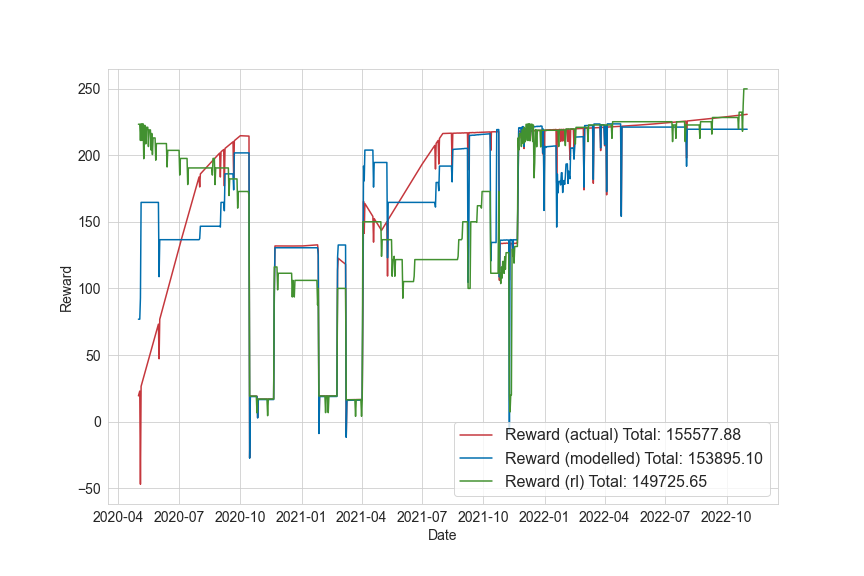 250
200
150
100
50
0
−50
Reward
2020-04 2020-07 2020-10 2021-01 2021-04 2021-07 2021-10 2022-01 2022-04 2022-07 2022-10
Date
Reward (actual) Total: 155577.88
Reward (modelled) Total: 153895.10
Reward (rl) Total: 149725.65